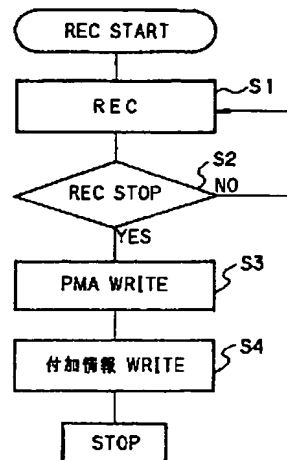 REC START
S1
REC
S2
REC STOP
NO
YES
S3
PMA WRITE
S4
付加情報 WRITE
STOP